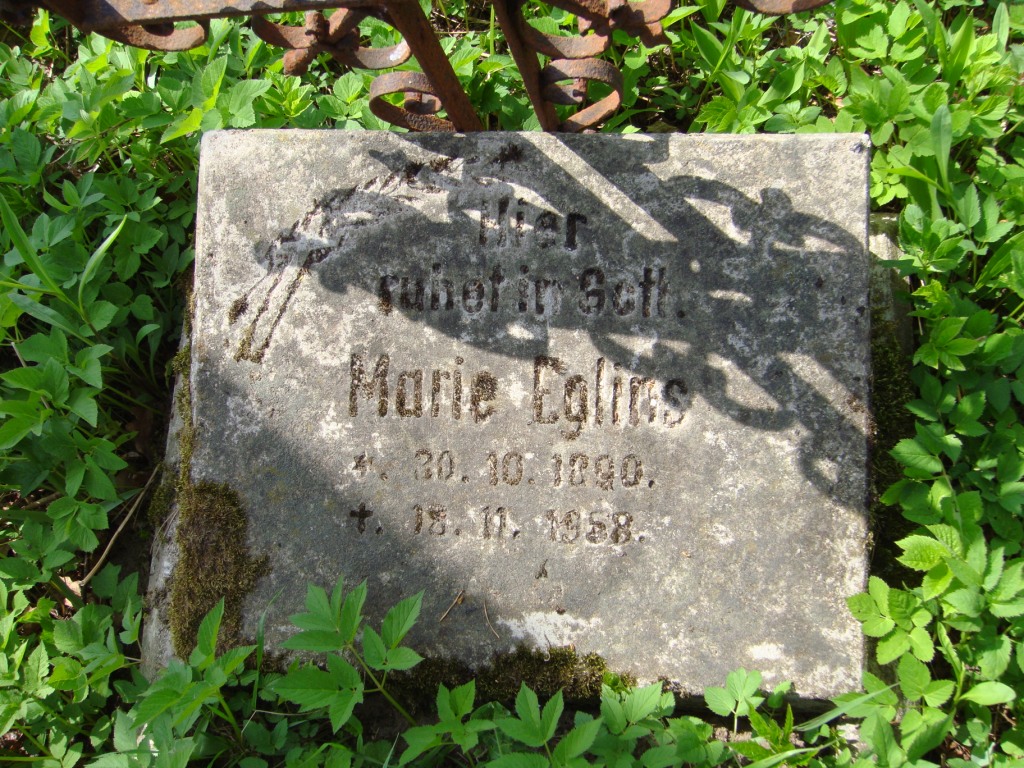 Hier
ruhet in Gott.
Marie Eglins
*. 30. 10. 1890.
†. 18. 11. 1958.